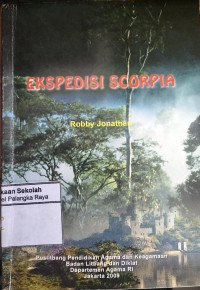 EKSPEDISI SCORPIA
Robby Jonathan
kaan Sekolah
el Palangka Raya
Puslitbang Pendidikan Agama dan Keagamaan
Badan Litbang dan Diklat
Departemen Agama RI
Jakarta 2009